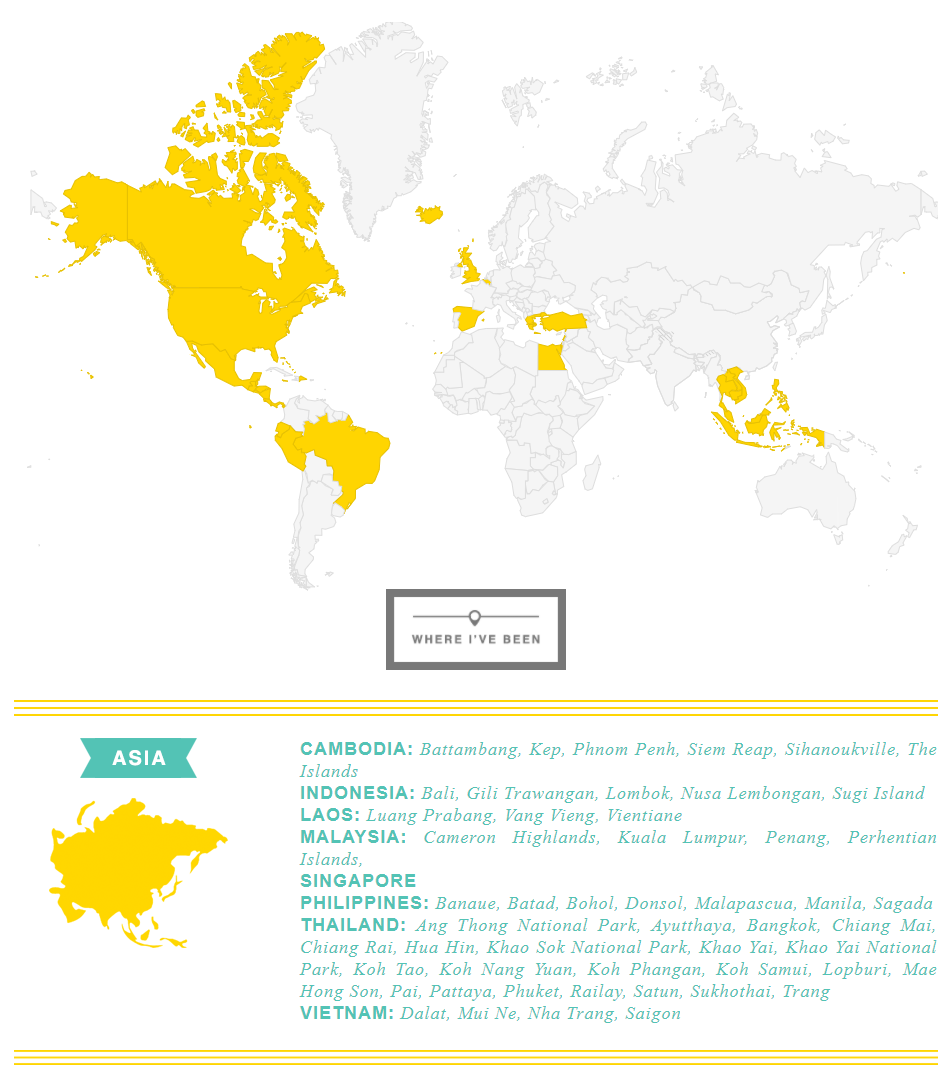 WHERE I'VE BEEN
ASIA
CAMBODIA: Battambang, Kep, Phnom Penh, Siem Reap, Sihanoukville, The
Islands
INDONESIA: Bali, Gili Trawangan, Lombok, Nusa Lembongan, Sugi Island
LAOS: Luang Prabang, Vang Vieng, Vientiane
MALAYSIA: Cameron Highlands, Kuala Lumpur, Penang, Perhentian
Islands,
SINGAPORE
PHILIPPINES: Banaue, Batad, Bohol, Donsol, Malapascua, Manila, Sagada
THAILAND: Ang Thong National Park, Ayutthaya, Bangkok, Chiang Mai,
Chiang Rai, Hua Hin, Khao Sok National Park, Khao Yai, Khao Yai National
Park, Koh Tao, Koh Nang Yuan, Koh Phangan, Koh Samui, Lopburi, Mae
Hong Son, Pai, Pattaya, Phuket, Railay, Satun, Sukhothai, Trang
VIETNAM: Dalat, Mui Ne, Nha Trang, Saigon